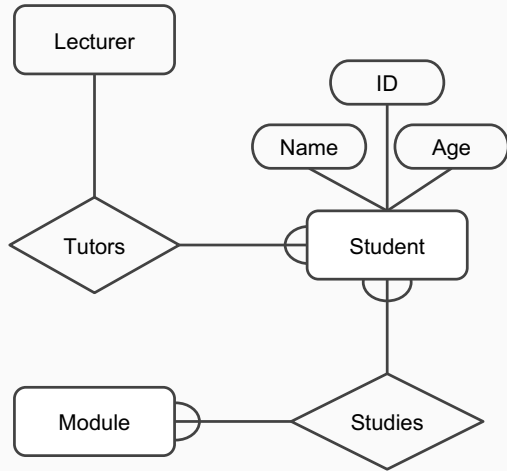 Lecturer
ID
Name
Age
Tutors
Student
Module
Studies